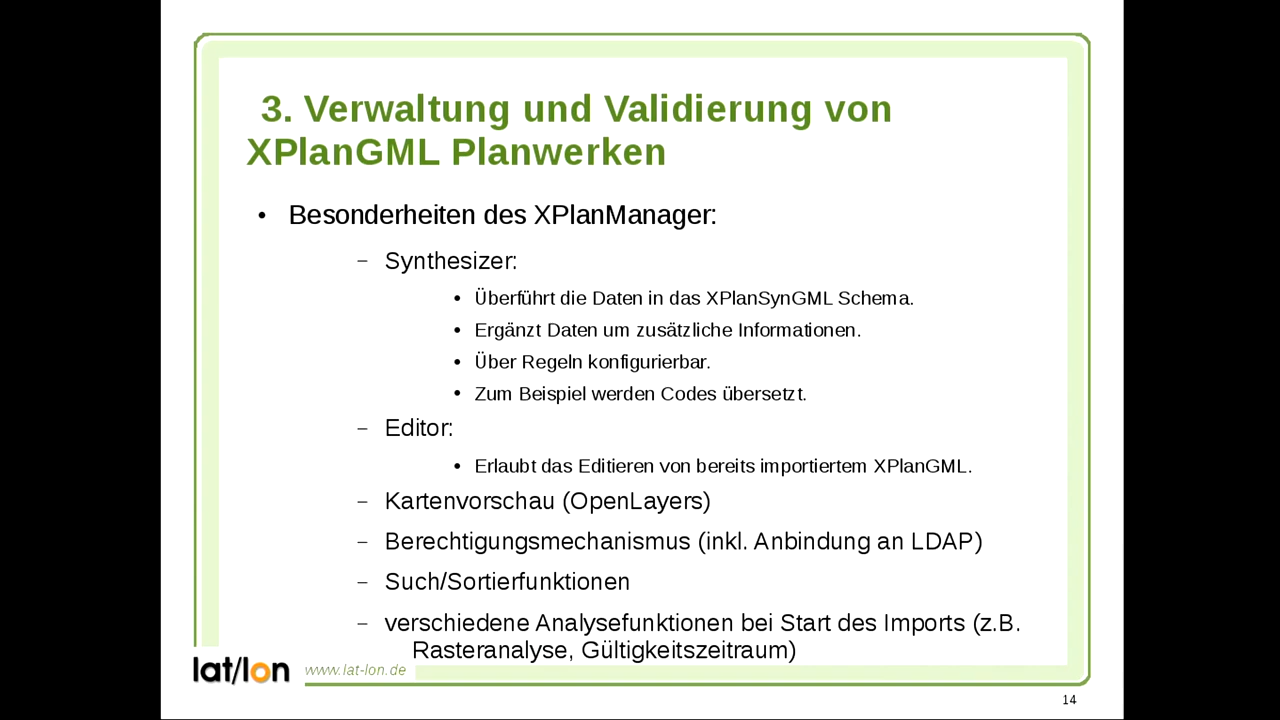 3. Verwaltung und Validierung von
XPlanGML Planwerken
• Besonderheiten des XPlanManager:
– Synthesizer:
• Überführt die Daten in das XPlanSynGML Schema.
• Ergänzt Daten um zusätzliche Informationen.
• Über Regeln konfigurierbar.
• Zum Beispiel werden Codes übersetzt.
– Editor:
• Erlaubt das Editieren von bereits importiertem XPlanGML.
– Kartenvorschau (OpenLayers)
– Berechtigungsmechanismus (inkl. Anbindung an LDAP)
– Such/Sortierfunktionen
– verschiedene Analysefunktionen bei Start des Imports (z.B.
Rasteranalyse, Gültigkeitszeitraum)
lat/lon www.lat-lon.de
14